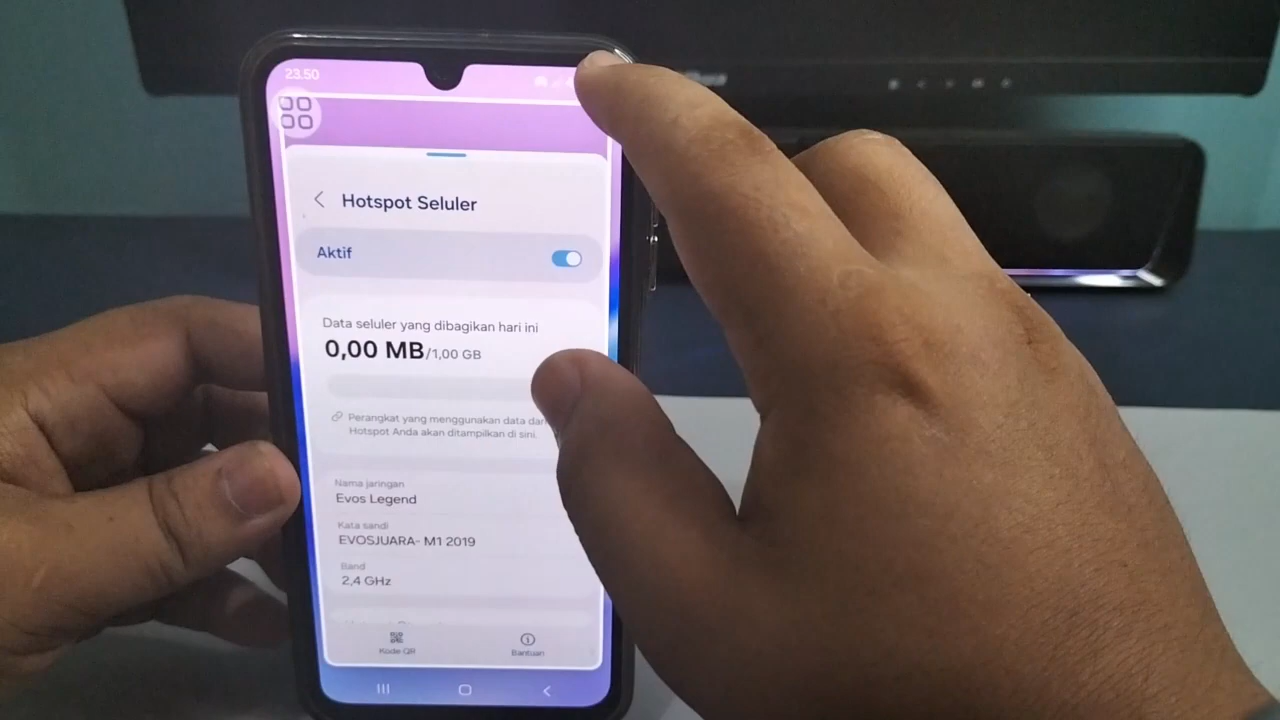 23.50
Hotspot Seluler
Aktif
Data seluler yang dibagikan hari ini
0,00 MB/1,00 GB
Perangkat yang menggunakan data dari
Hotspot Anda akan ditampilkan di sini.
Nama jaringan
Evos Legend
Kata sandi
EVOSJUARA- M1 2019
Band
2,4 GHz
Kode QR
Bantuan